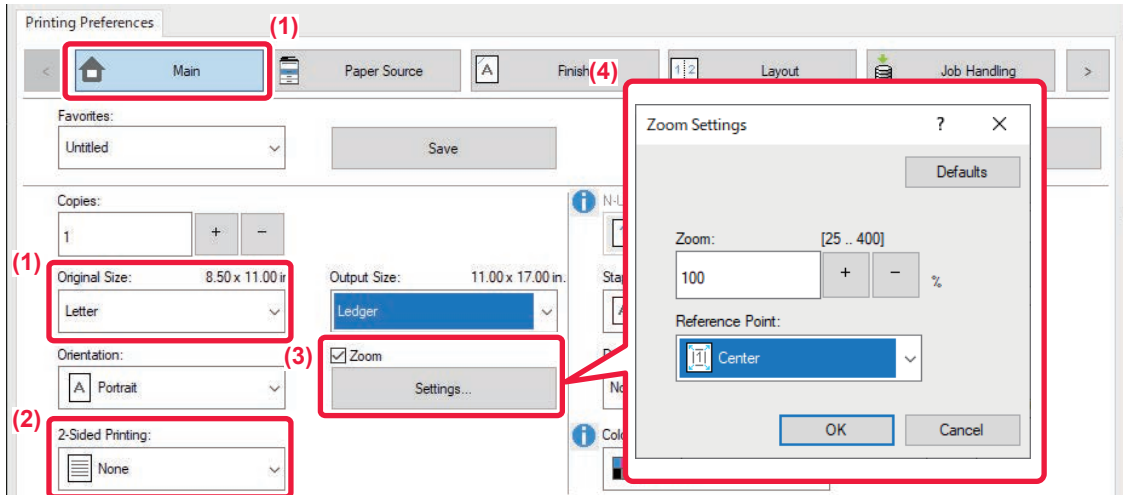 Printing Preferences
(1)
< Main Paper Source Finish (4) Layout Job Handling >
Favorites:
Untitled Save
Zoom Settings ? ×
Defaults
Copies:
1 + −
Zoom: [25 .. 400]
100 + − %
(1)
Original Size: 8.50 x 11.00 in
Output Size: 11.00 x 17.00 in.
Letter
Ledger
Reference Point:
Center
Orientation:
(3)
Zoom
Portrait
Settings...
(2)
2-Sided Printing:
None
OK Cancel